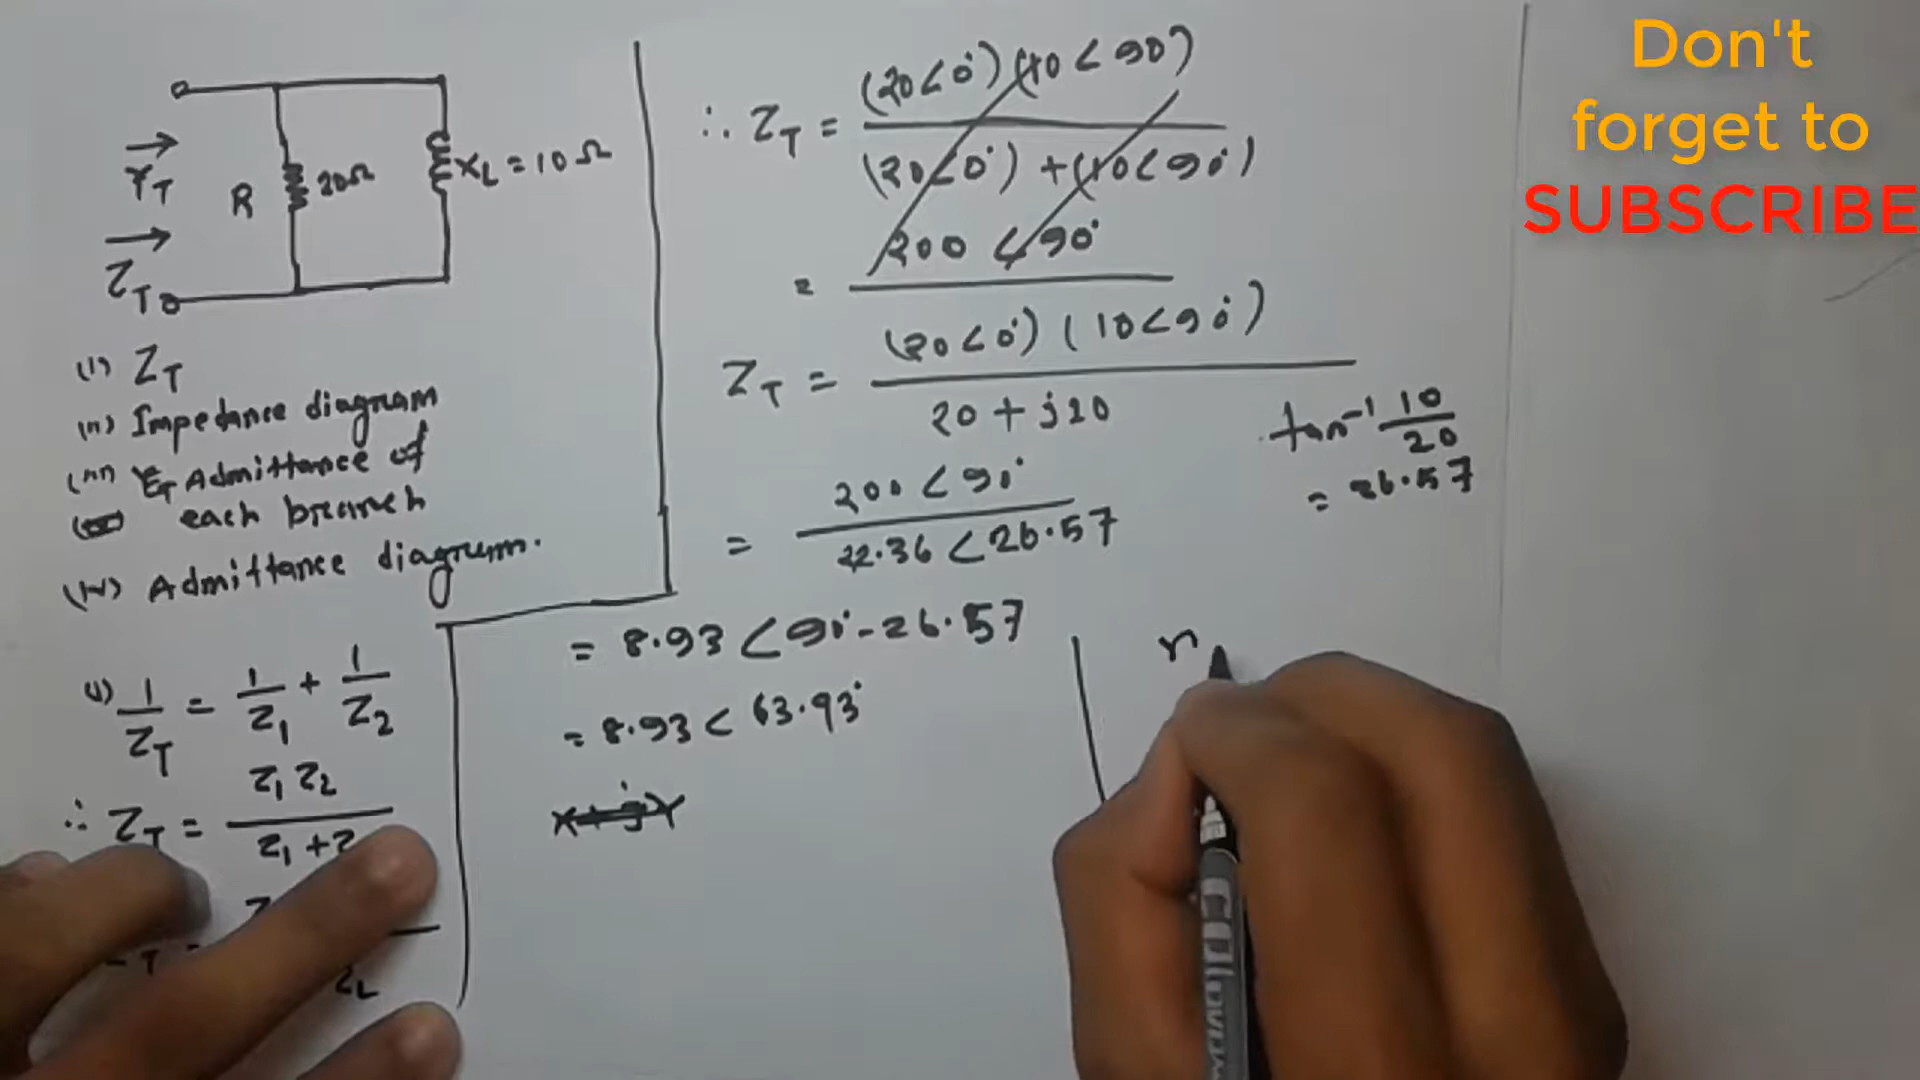 Y_T
R
20Ω
X_L = 10 Ω
Z_T
(i) Z_T
(ii) Impedance diagram
(iii) Admittance of
each branch
(iv) Admittance diagram.
(i) 1/Z_T = 1/Z_1 + 1/Z_2
∴ Z_T = Z_1 Z_2 / Z_1 + Z
∴ Z_T = (20<0°)(10<90) / (20<0°) + (10<90°)
= 200 <90°
Z_T = (20<0°) (10<90°) / 20 + j10
= 200 <90° / 22.36 <26.57
tan⁻¹ 10/20
= 26.57
= 8.93 <90° - 26.57
= 8.93 < 63.93°
x + jy
r
Don't
forget to
SUBSCRIBE